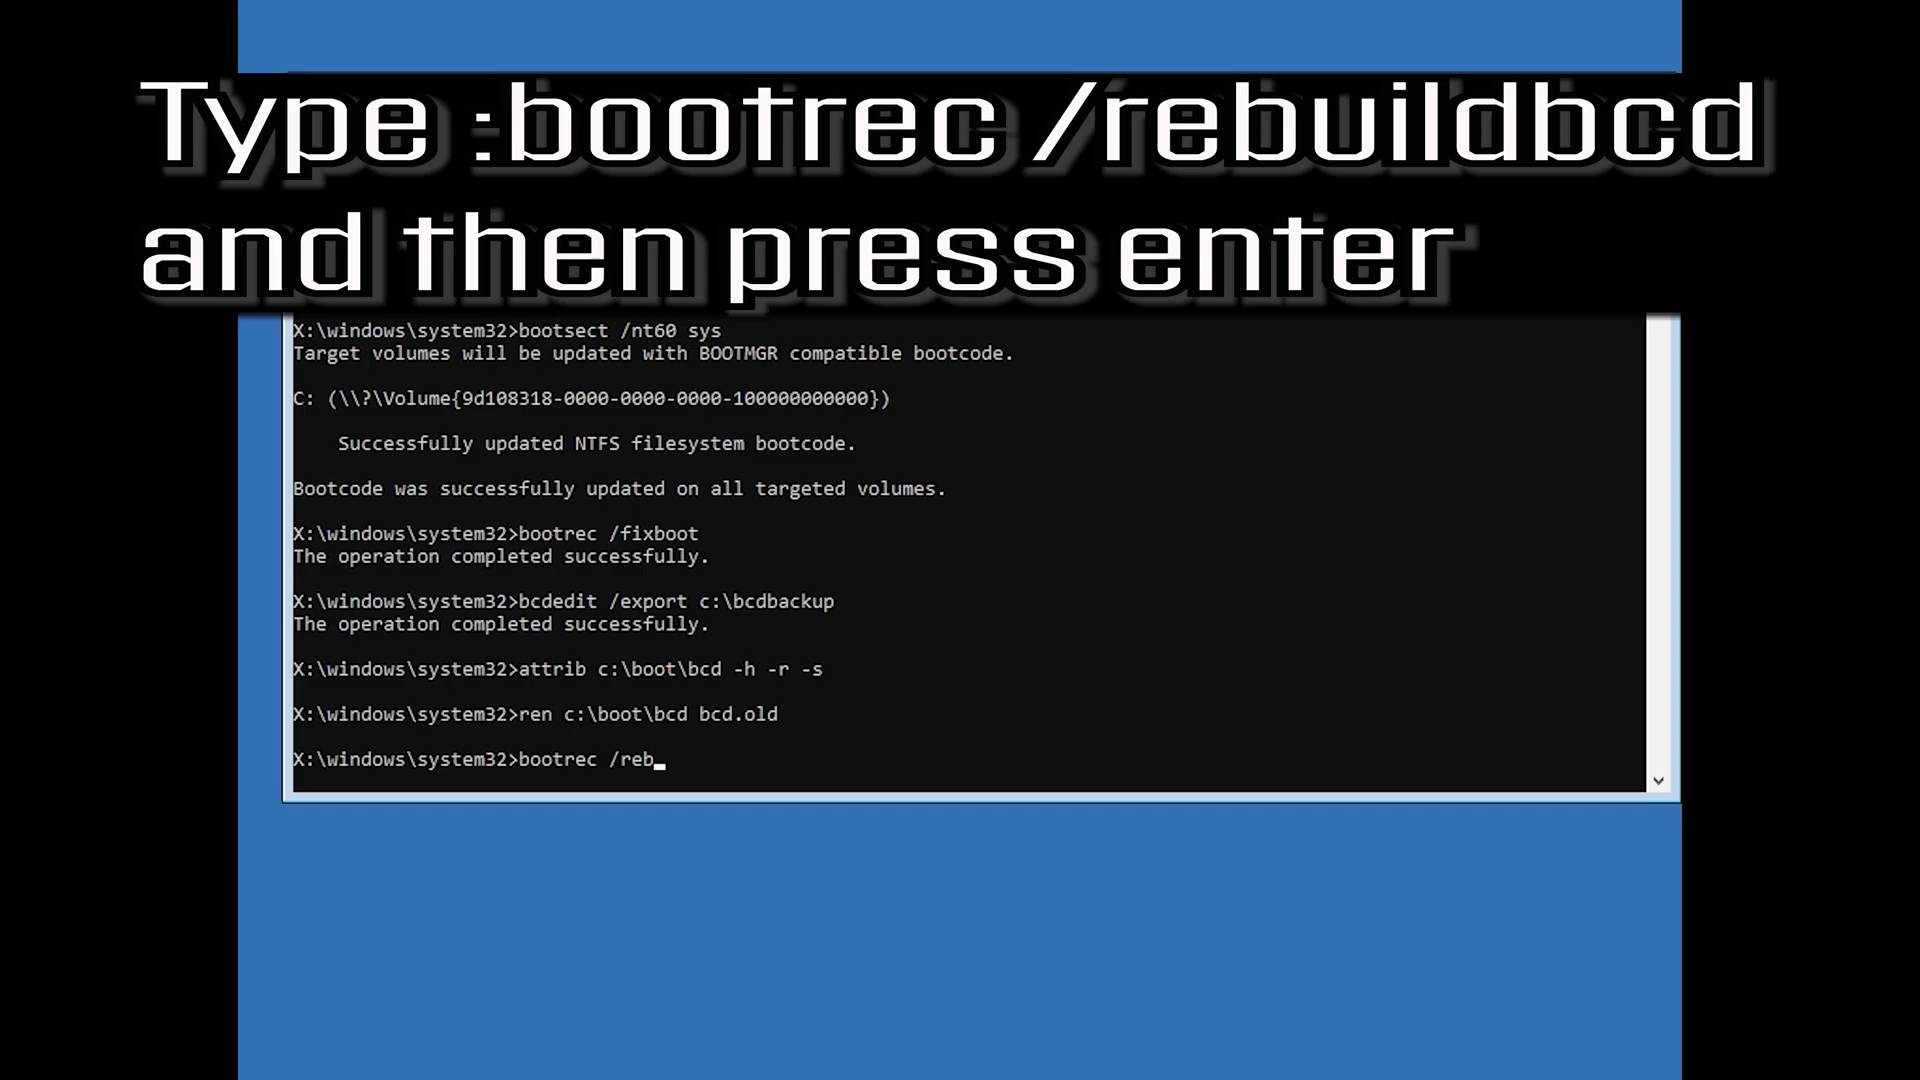 Type :bootrec /rebuildbcd
and then press enter
X:\windows\system32>bootsect /nt60 sys
Target volumes will be updated with BOOTMGR compatible bootcode.
C: (\\?\Volume{9d108318-0000-0000-0000-100000000000})
Successfully updated NTFS filesystem bootcode.
Bootcode was successfully updated on all targeted volumes.
X:\windows\system32>bootrec /fixboot
The operation completed successfully.
X:\windows\system32>bcdedit /export c:\bcdbackup
The operation completed successfully.
X:\windows\system32>attrib c:\boot\bcd -h -r -s
X:\windows\system32>ren c:\boot\bcd bcd.old
X:\windows\system32>bootrec /reb